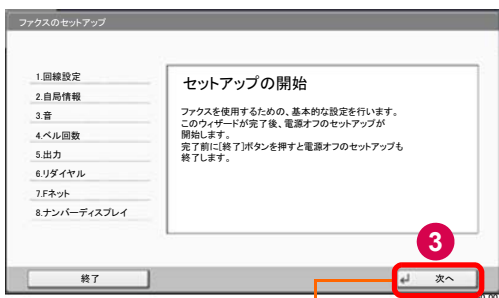 ファクスのセットアップ
1.回線設定
2.自局情報
3.音
4.ベル回数
5.出力
6.リダイヤル
7.Fネット
8.ナンバーディスプレイ
セットアップの開始
ファクスを使用するための、基本的な設定を行います。
このウィザードが完了後、電源オフのセットアップが
開始します。
完了前に[終了]ボタンを押すと電源オフのセットアップも
終了します。
3
終了
次へ